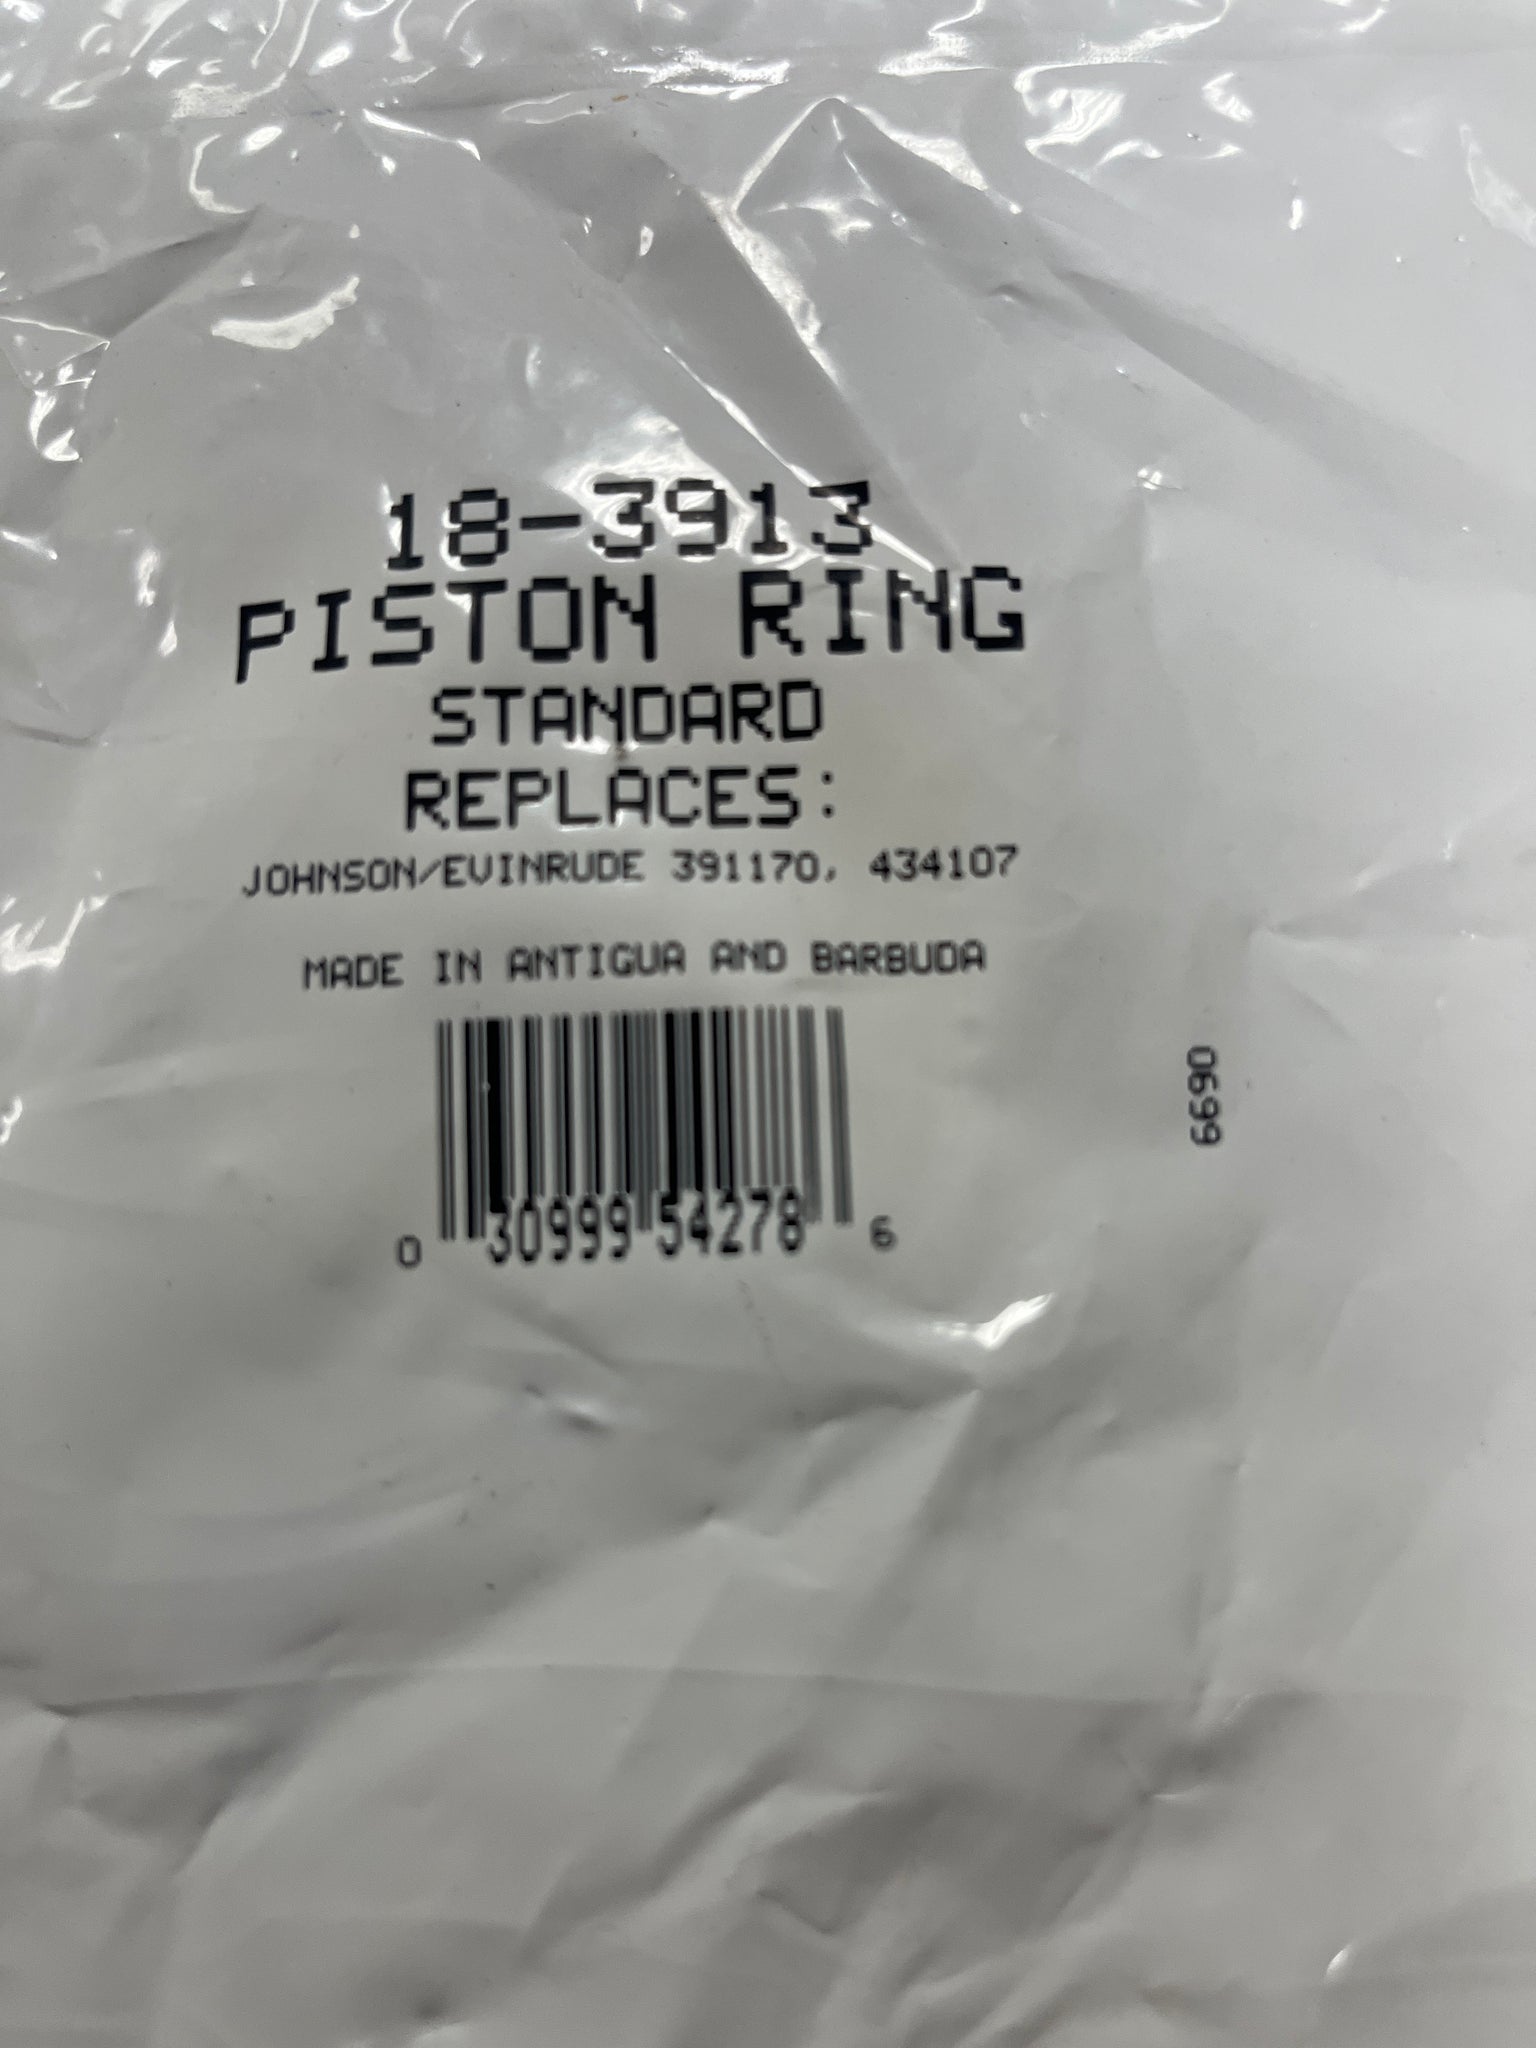 18-3913
PISTON RING
STANDARD
REPLACES:
JOHNSON/EVINRUDE 391170, 434107
MADE IN ANTIGUA AND BARBUDA
0 30999 54278 6
0699